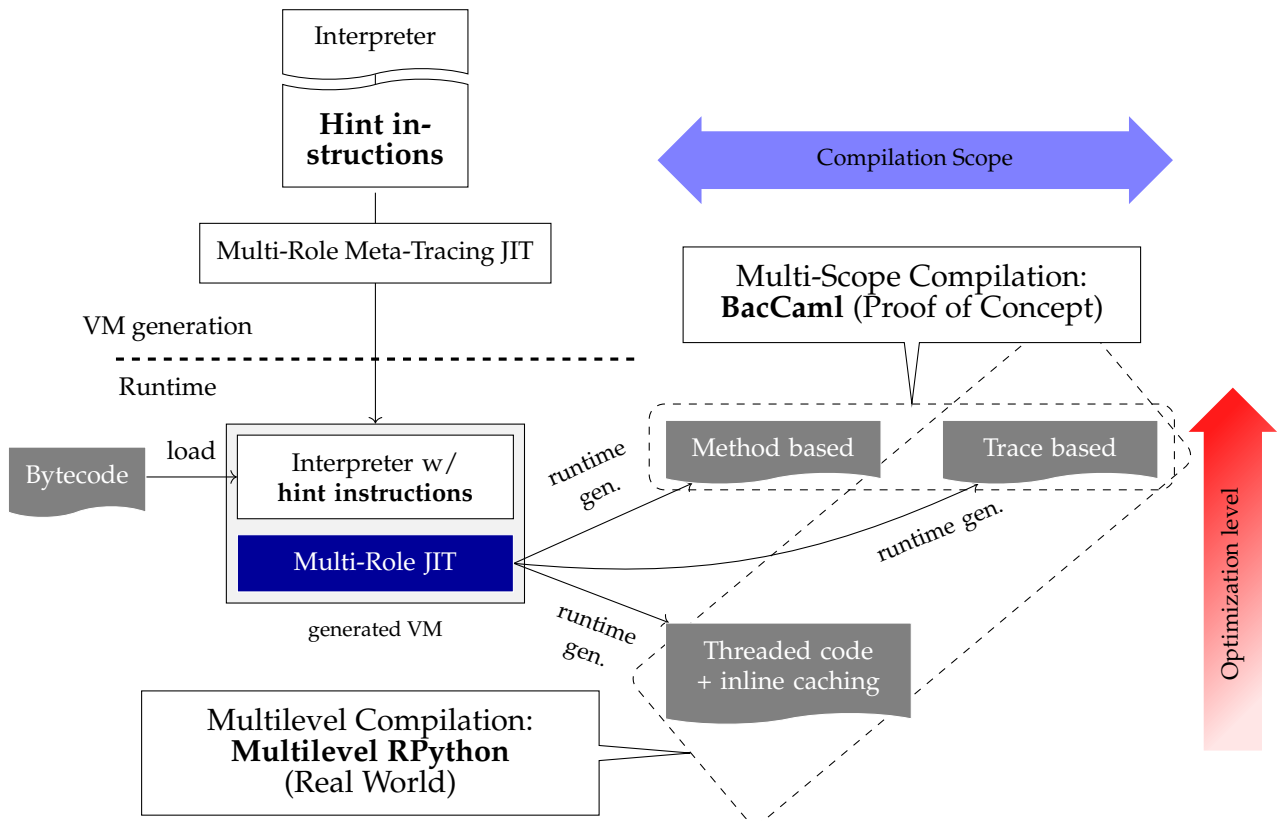 Interpreter
Hint in-
structions
Compilation Scope
Multi-Role Meta-Tracing JIT
Multi-Scope Compilation:
BacCaml (Proof of Concept)
VM generation
Runtime
Bytecode
load
Interpreter w/
hint instructions
Multi-Role JIT
generated VM
runtime
gen.
Method based
Trace based
runtime gen.
runtime
gen.
Threaded code
+ inline caching
Optimization level
Multilevel Compilation:
Multilevel RPython
(Real World)